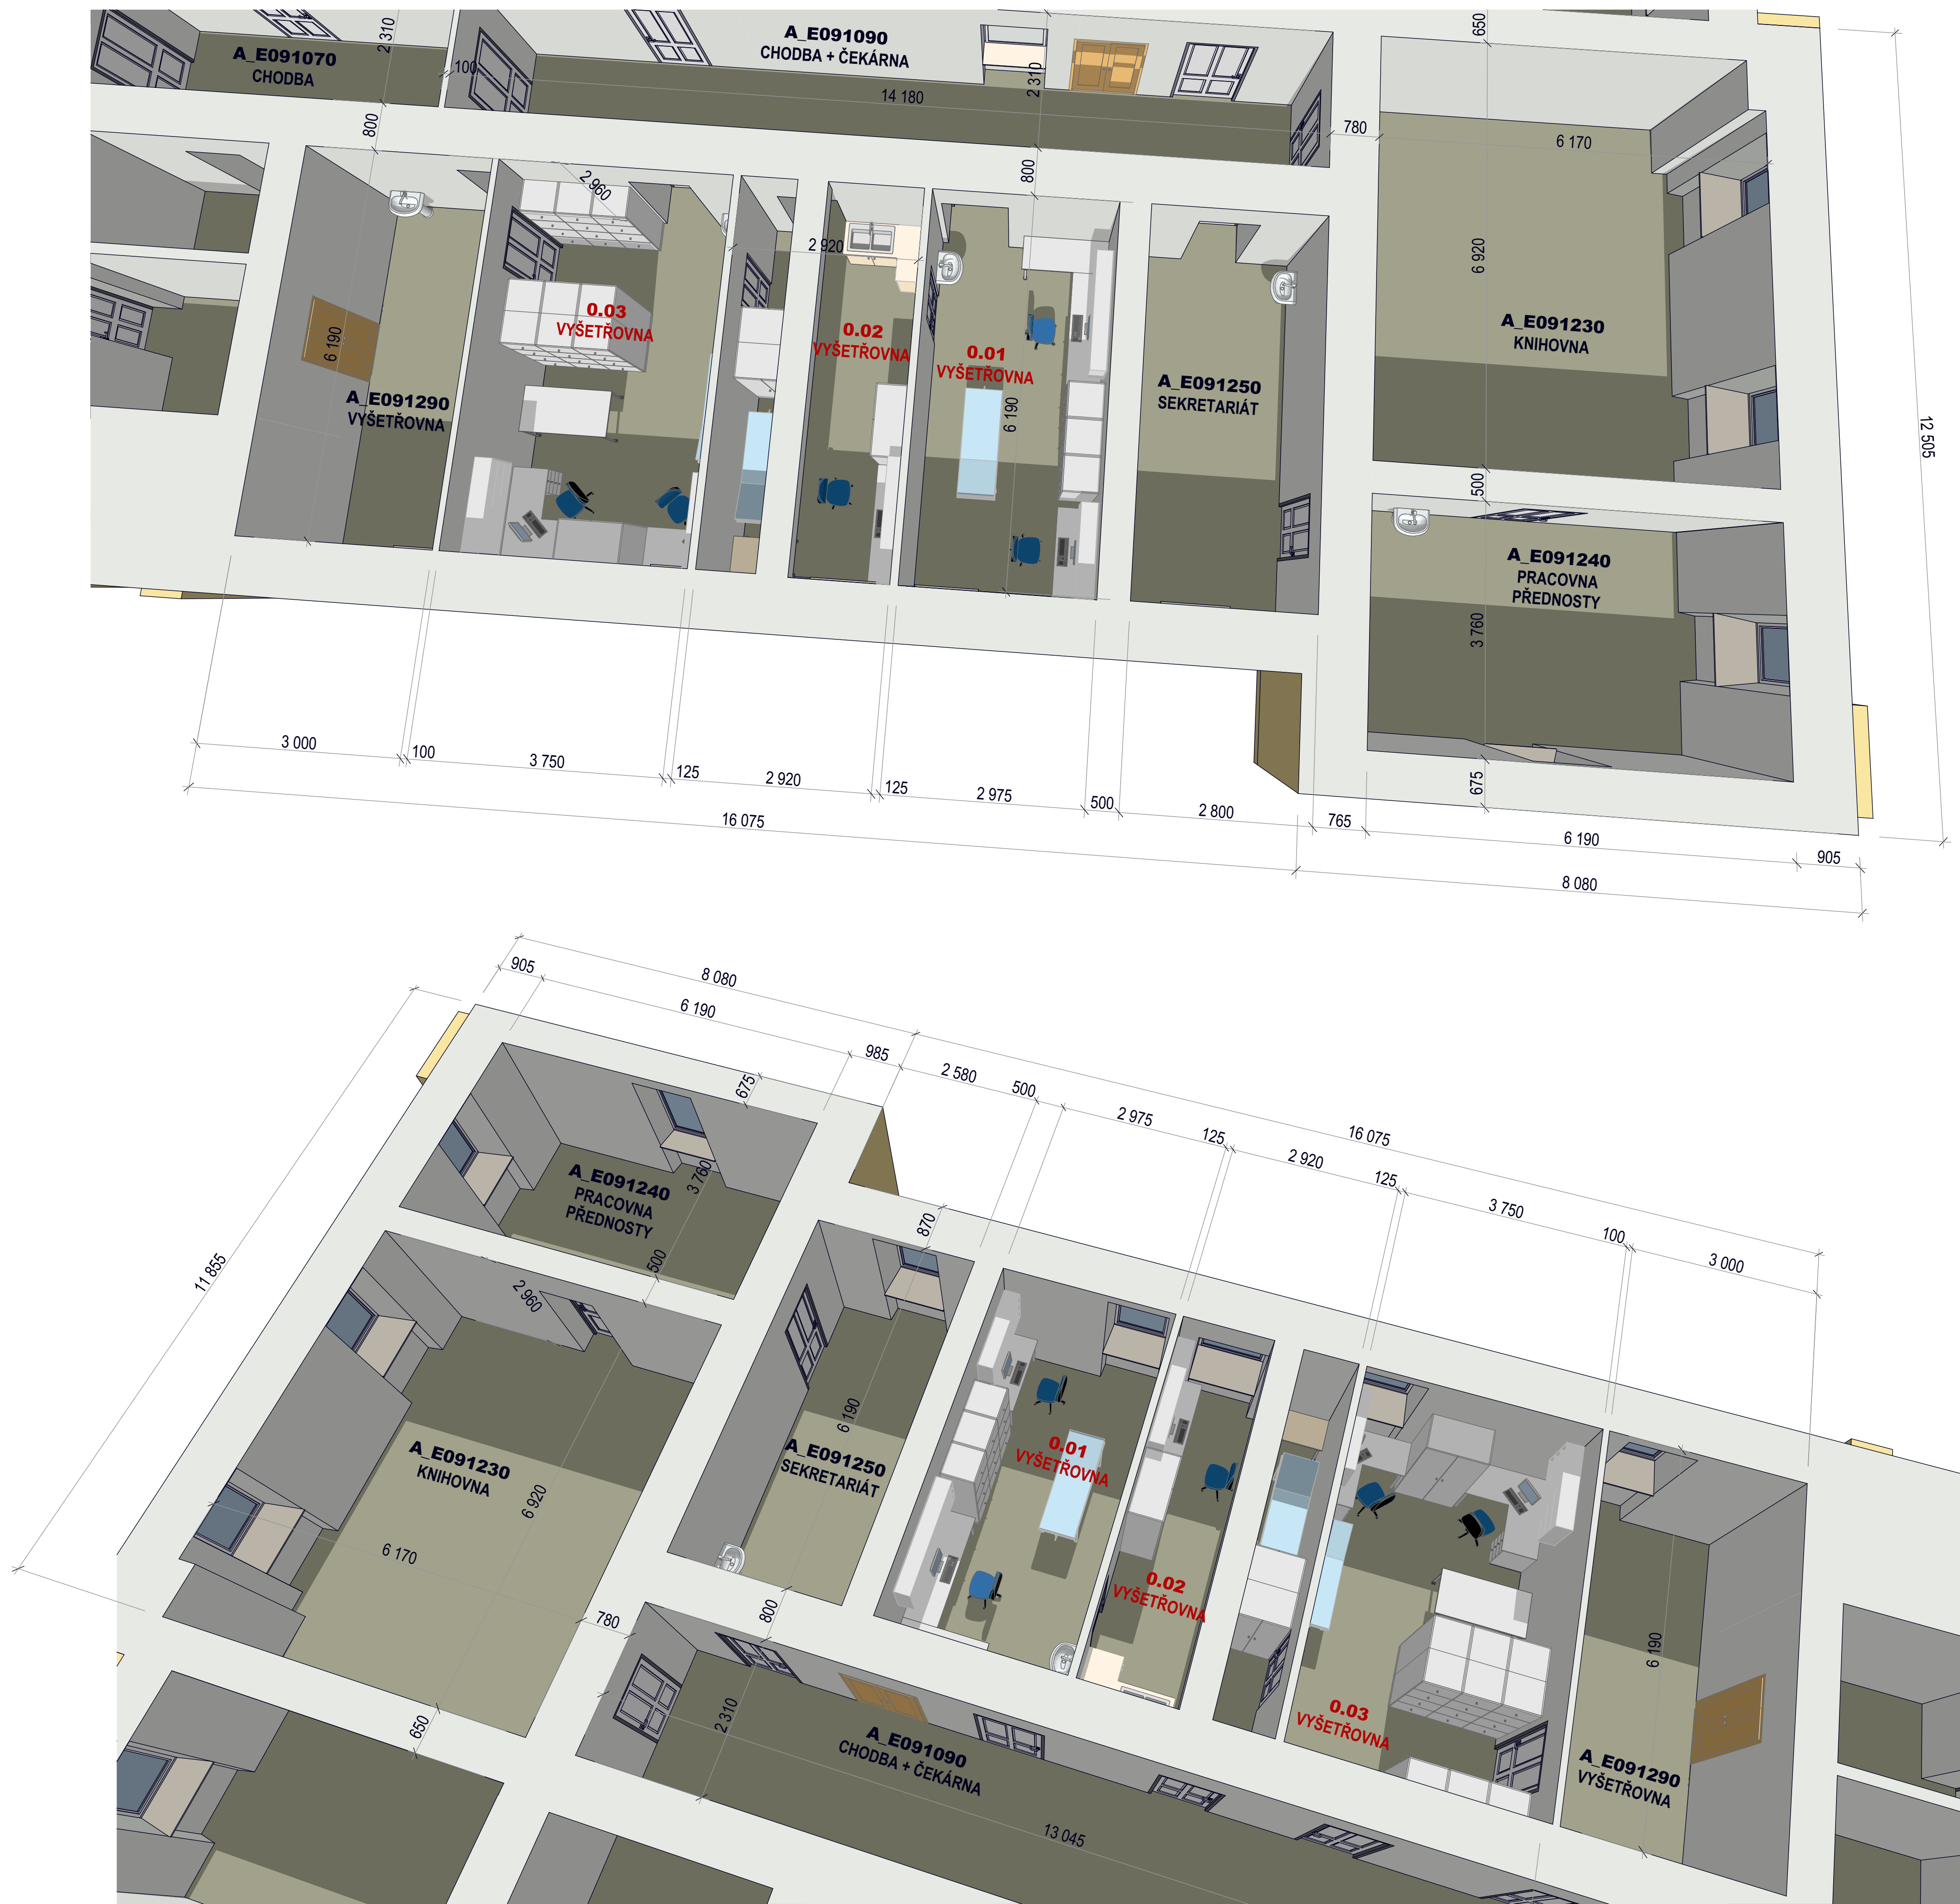 A_E091070
CHODBA
2 310
100
A_E091090
CHODBA + ČEKÁRNA
14 180
2 310
650
780
6 170
800
800
2 960
2 920
6 920
12 505
6 190
0.03
VYŠETŘOVNA
0.02
VYŠETŘOVNA
0.01
VYŠETŘOVNA
6 190
A_E091290
VYŠETŘOVNA
A_E091250
SEKRETARIÁT
A_E091230
KNIHOVNA
500
A_E091240
PRACOVNA
PŘEDNOSTY
3 760
675
3 000
100
3 750
125
2 920
125
2 975
500
2 800
765
6 190
905
16 075
8 080
905
8 080
6 190
985
2 580
500
2 975
125
16 075
2 920
125
3 750
100
3 000
675
11 855
A_E091240
PRACOVNA
PŘEDNOSTY
3 760
500
870
2 960
A_E091230
KNIHOVNA
6 920
6 170
6 190
A_E091250
SEKRETARIÁT
0.01
VYŠETŘOVNA
0.02
VYŠETŘOVNA
0.03
VYŠETŘOVNA
6 190
A_E091290
VYŠETŘOVNA
780
800
650
2 310
A_E091090
CHODBA + ČEKÁRNA
13 045